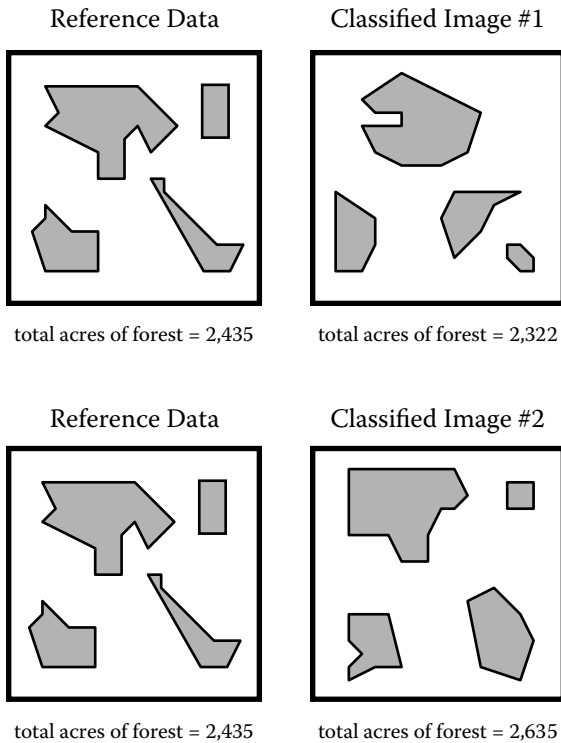 Reference Data
Classified Image #1
total acres of forest = 2,435
total acres of forest = 2,322
Reference Data
Classified Image #2
total acres of forest = 2,435
total acres of forest = 2,635